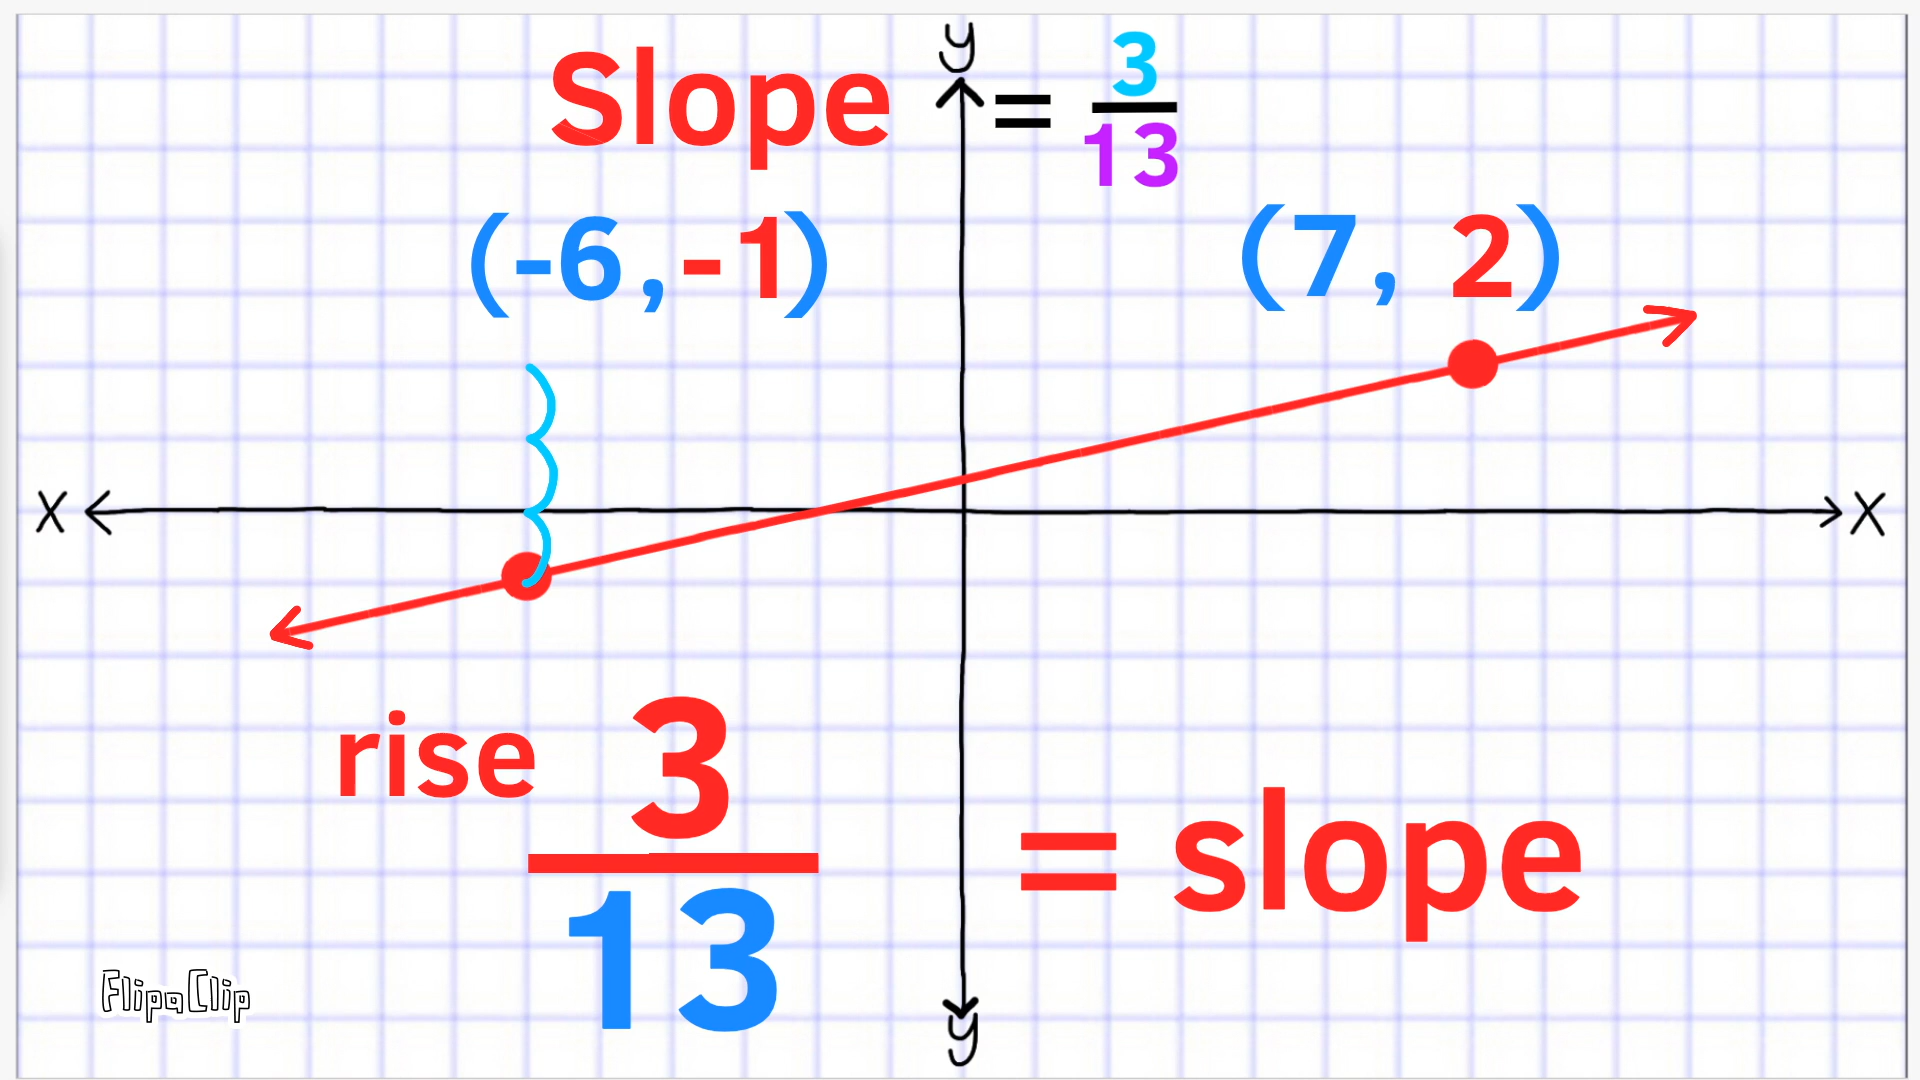 y
Slope = 3/13
(-6,-1) (7, 2)
x x
rise 3/13 = slope
FlipaClip
y